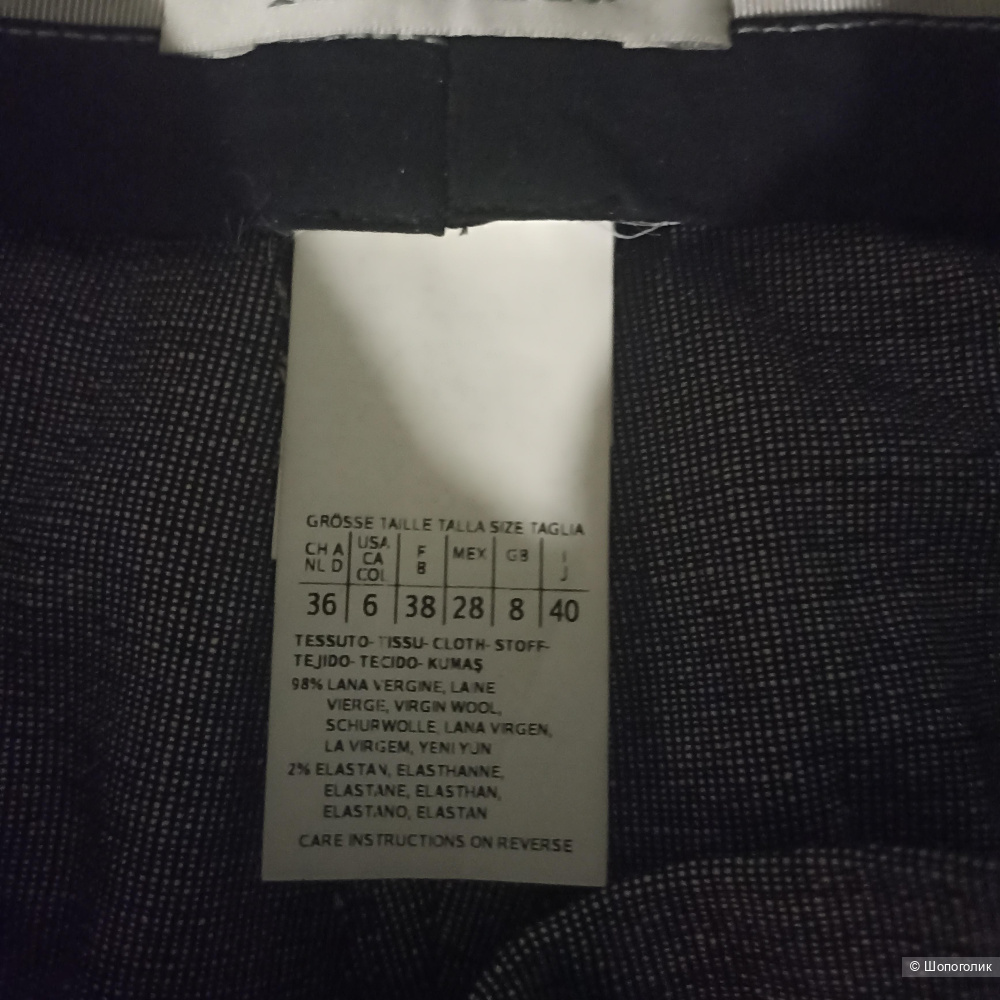 GRÖSSE TAILLE TALLA SIZE TAGLIA
CH A NL D | USA CA COL | F B | MEX | GB | I J
36 | 6 | 38 | 28 | 8 | 40
TESSUTO- TISSU- CLOTH- STOFF-
TEJIDO- TECIDO- KUMAŞ
98% LANA VERGINE, LAINE
VIERGE, VIRGIN WOOL,
SCHURWOLLE, LANA VIRGEN,
LA VIRGEM, YENI YUN
2% ELASTAN, ELASTHANNE,
ELASTANE, ELASTHAN,
ELASTANO, ELASTAN
CARE INSTRUCTIONS ON REVERSE
© Шопоголик